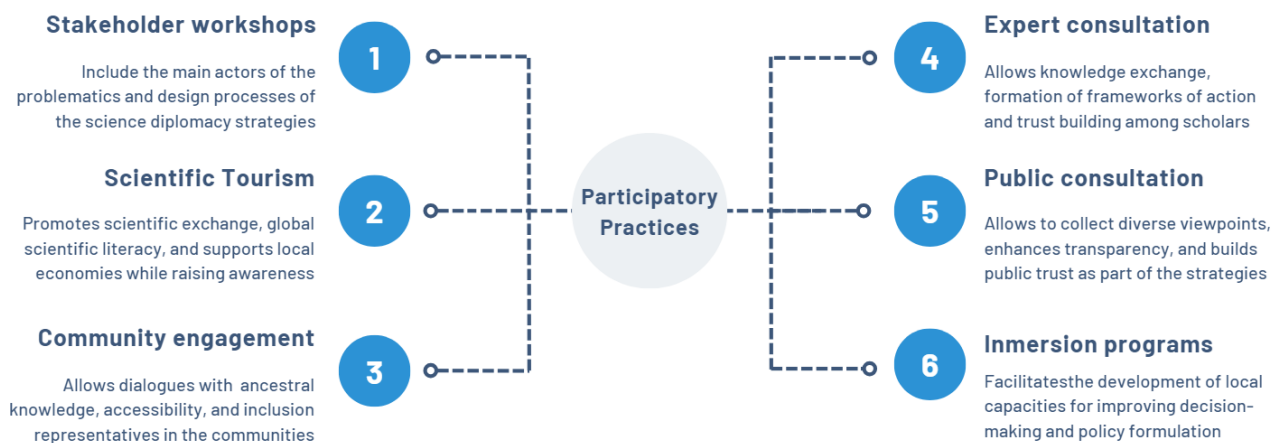 Stakeholder workshops
1
Include the main actors of the
problematics and design processes of
the science diplomacy strategies
Scientific Tourism
2
Promotes scientific exchange, global
scientific literacy, and supports local
economies while raising awareness
Community engagement
3
Allows dialogues with ancestral
knowledge, accessibility, and inclusion
representatives in the communities
Participatory
Practices
Expert consultation
4
Allows knowledge exchange,
formation of frameworks of action
and trust building among scholars
Public consultation
5
Allows to collect diverse viewpoints,
enhances transparency, and builds
public trust as part of the strategies
Inmersion programs
6
Facilitatesthe development of local
capacities for improving decision-
making and policy formulation